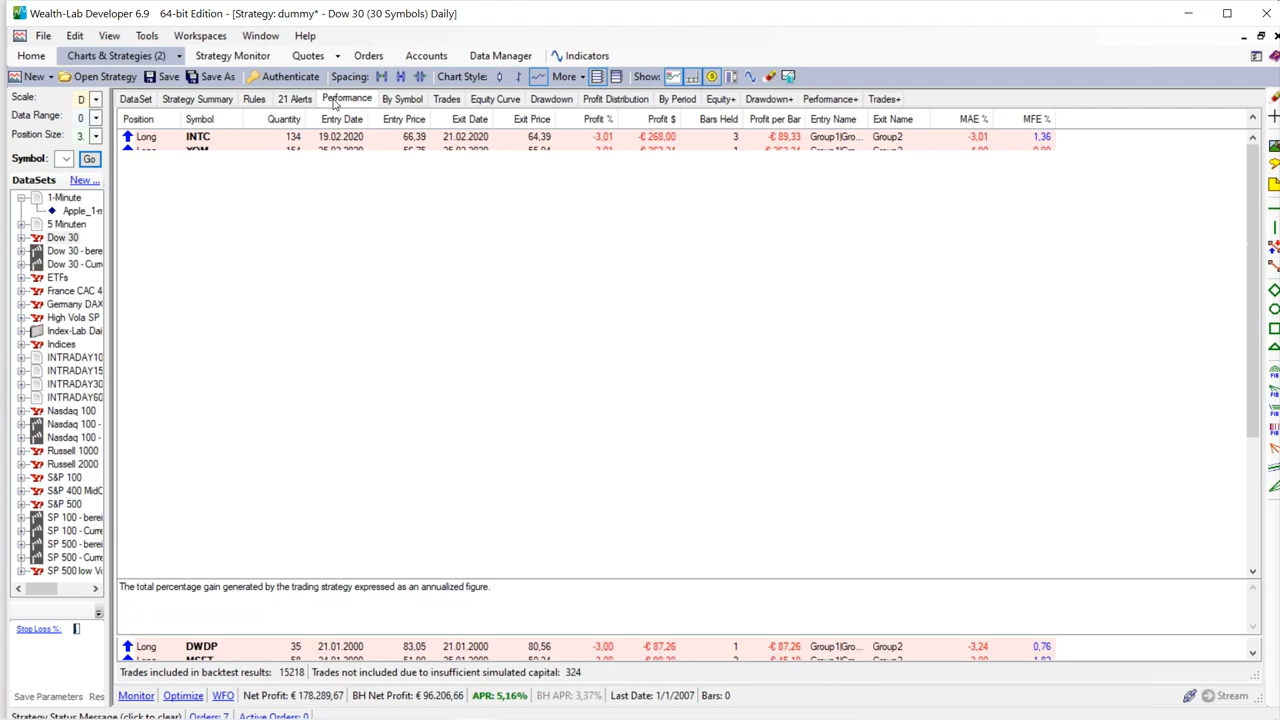 Wealth-Lab Developer 6.9 64-bit Edition - [Strategy: dummy* - Dow 30 (30 Symbols) Daily]
File Edit View Tools Workspaces Window Help
Home Charts & Strategies (2) Strategy Monitor Quotes Orders Accounts Data Manager Indicators
New Open Strategy Save Save As Authenticate Spacing: Chart Style: More Show:
Scale: D
Data Range: 0
Position Size: 3.
Symbol: Go
DataSets New ...
1-Minute
Apple_1-m
5 Minuten
Dow 30
Dow 30 - bere
Dow 30 - Curre
ETFs
France CAC 4
Germany DAX
High Vola SP
Index-Lab Dai
Indices
INTRADAY10
INTRADAY15
INTRADAY30
INTRADAY60
Nasdaq 100
Nasdaq 100 -
Nasdaq 100 -
Russell 1000
Russell 2000
S&P 100
S&P 400 MidC
S&P 500
SP 100 - berei
SP 100 - Curre
SP 500 - berei
SP 500 - Curre
SP 500 low Vo
Stop Loss %:
Save Parameters Res
DataSet Strategy Summary Rules 21 Alerts Performance By Symbol Trades Equity Curve Drawdown Profit Distribution By Period Equity+ Drawdown+ Performance+ Trades+
Position Symbol Quantity Entry Date Entry Price Exit Date Exit Price Profit % Profit $ Bars Held Profit per Bar Entry Name Exit Name MAE % MFE %
Long INTC 134 19.02.2020 66,39 21.02.2020 64,39 -3,01 -€ 268,00 3 -€ 89,33 Group1|Gro... Group2 -3,01 1,36
The total percentage gain generated by the trading strategy expressed as an annualized figure.
Long DWDP 35 21.01.2000 83,05 21.01.2000 80,56 -3,00 -€ 87,26 1 -€ 87,26 Group1|Gro... Group2 -3,24 0,76
Trades included in backtest results: 15218 Trades not included due to insufficient simulated capital: 324
Monitor Optimize WFO Net Profit: € 178.289,67 BH Net Profit: € 96.206,66 APR: 5,16% BH APR: 3,37% Last Date: 1/1/2007 Bars: 0 Stream
Strategy Status Message (click to clear) Orders: 7 Active Orders: 0